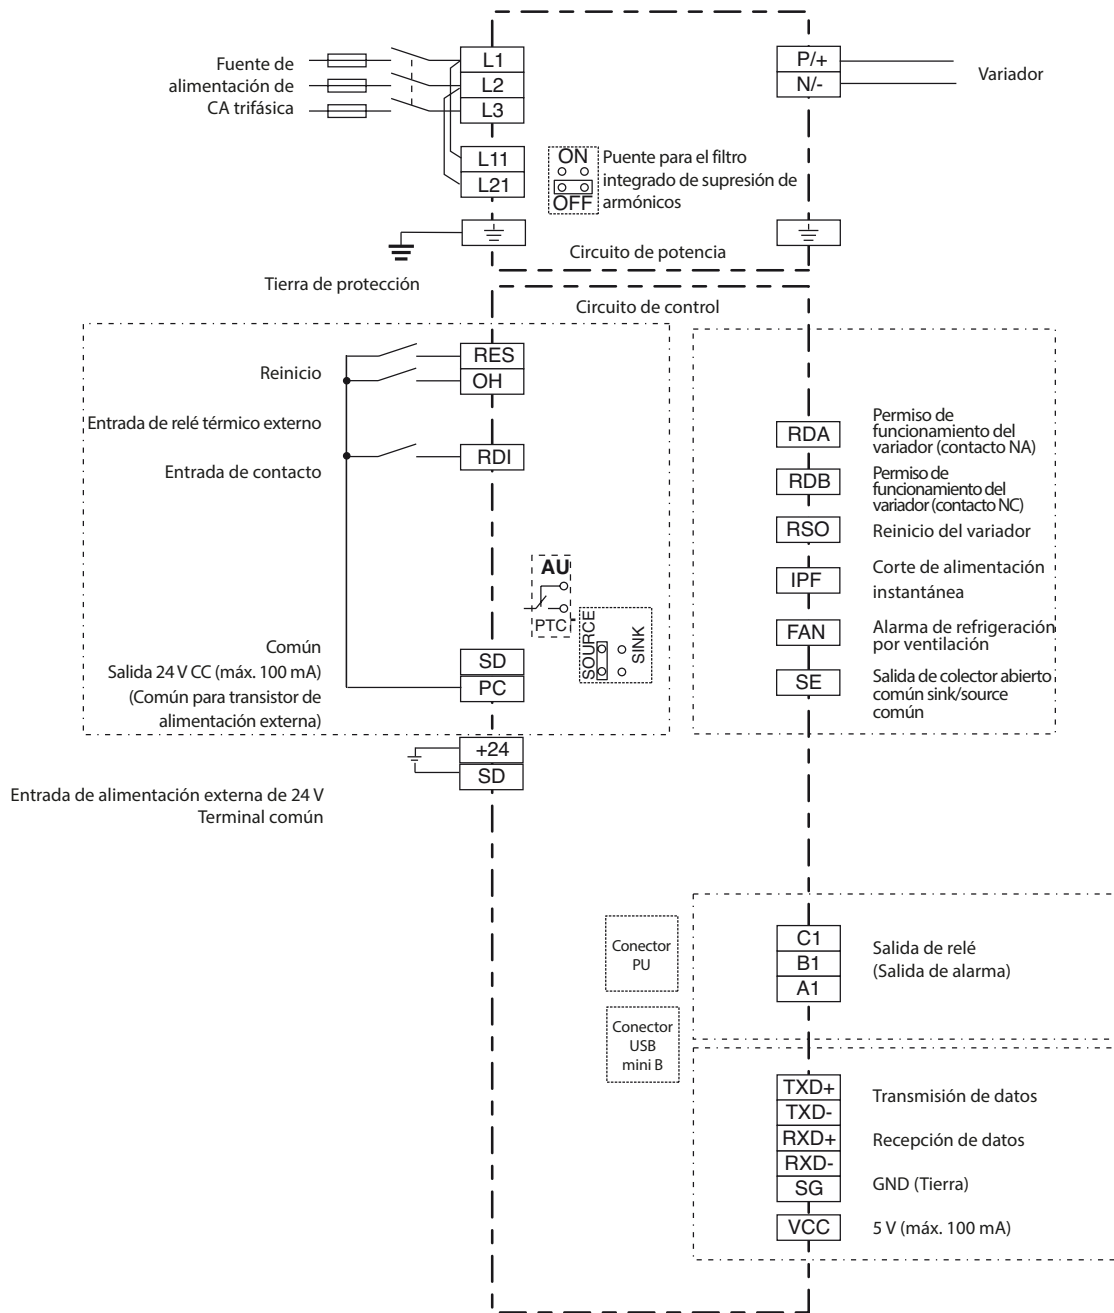 Fuente de
alimentación de
CA trifásica
L1
L2
L3
L11
L21
P/+
N/-
Variador
ON
OFF
Puente para el filtro
integrado de supresión de
armónicos
Circuito de potencia
Tierra de protección
Circuito de control
Reinicio
RES
OH
Entrada de relé térmico externo
Entrada de contacto
RDI
AU
PTC
SOURCE
SINK
Común
Salida 24 V CC (máx. 100 mA)
(Común para transistor de
alimentación externa)
SD
PC
+24
SD
Entrada de alimentación externa de 24 V
Terminal común
RDA
Permiso de
funcionamiento del
variador (contacto NA)
RDB
Permiso de
funcionamiento del
variador (contacto NC)
RSO
Reinicio del variador
IPF
Corte de alimentación
instantánea
FAN
Alarma de refrigeración
por ventilación
SE
Salida de colector abierto
común sink/source
común
Conector
PU
C1
B1
A1
Salida de relé
(Salida de alarma)
Conector
USB
mini B
TXD+
TXD-
RXD+
RXD-
SG
VCC
Transmisión de datos
Recepción de datos
GND (Tierra)
5 V (máx. 100 mA)